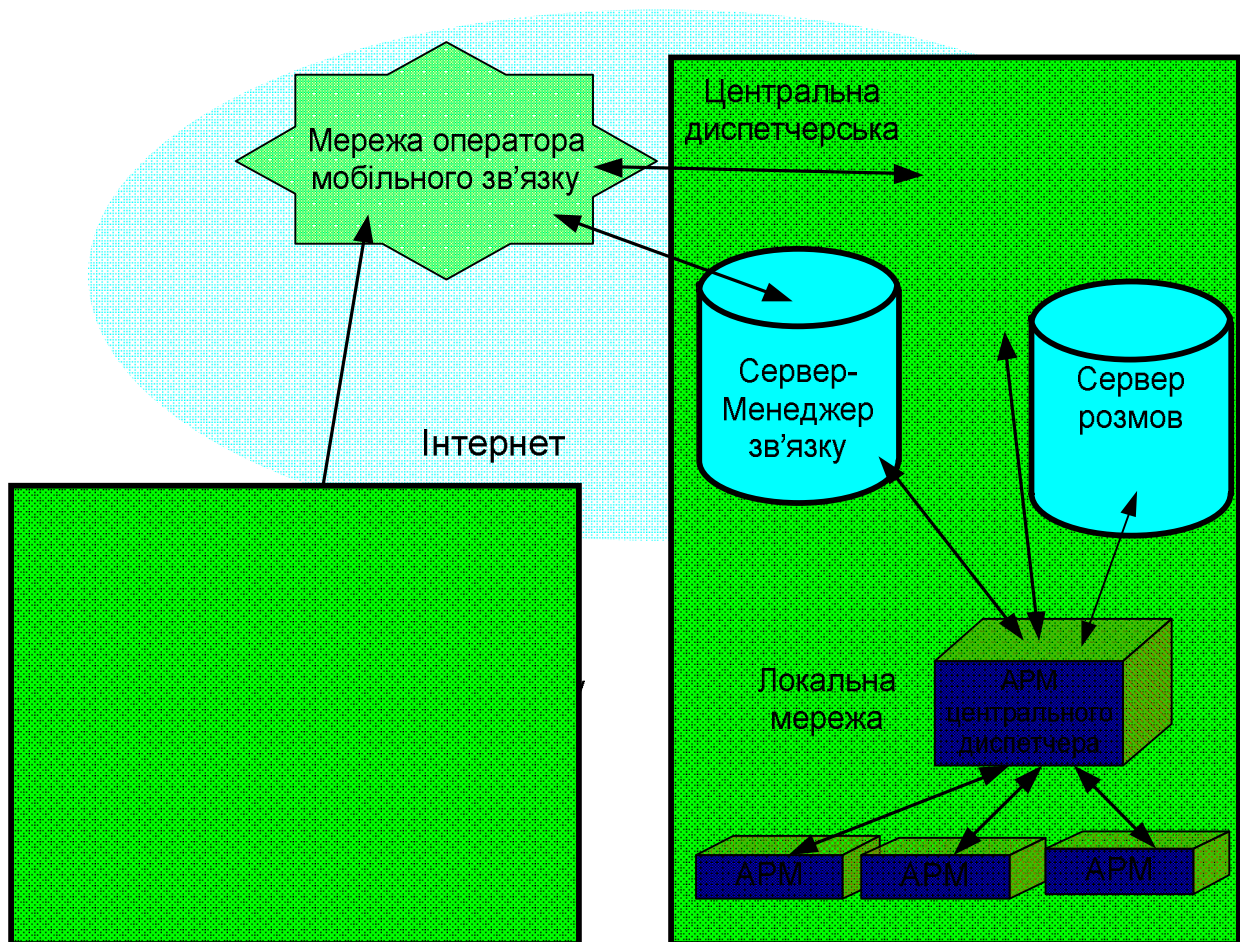 Центральна
диспетчерська
Мережа оператора
мобільного зв’язку
Сервер-
Менеджер
зв’язку
Сервер
розмов
Інтернет
Локальна
мережа
АРМ
центрального
диспетчера
АРМ
АРМ
АРМ